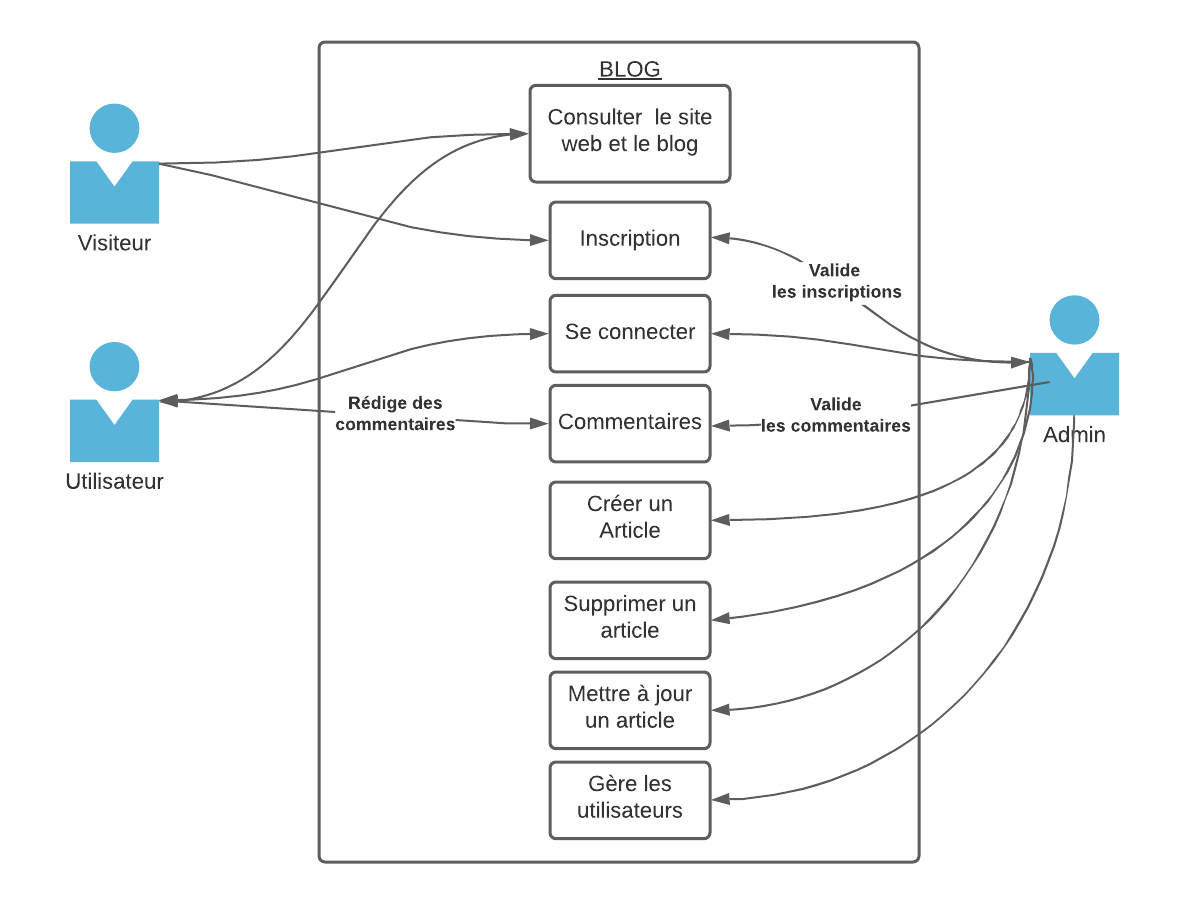 BLOG
Consulter  le site
web et le blog
Visiteur
Inscription
Valide
les inscriptions
Se connecter
Rédige des
commentaires
Commentaires
Valide
les commentaires
Admin
Utilisateur
Créer un
Article
Supprimer un
article
Mettre à jour
un article
Gère les
utilisateurs